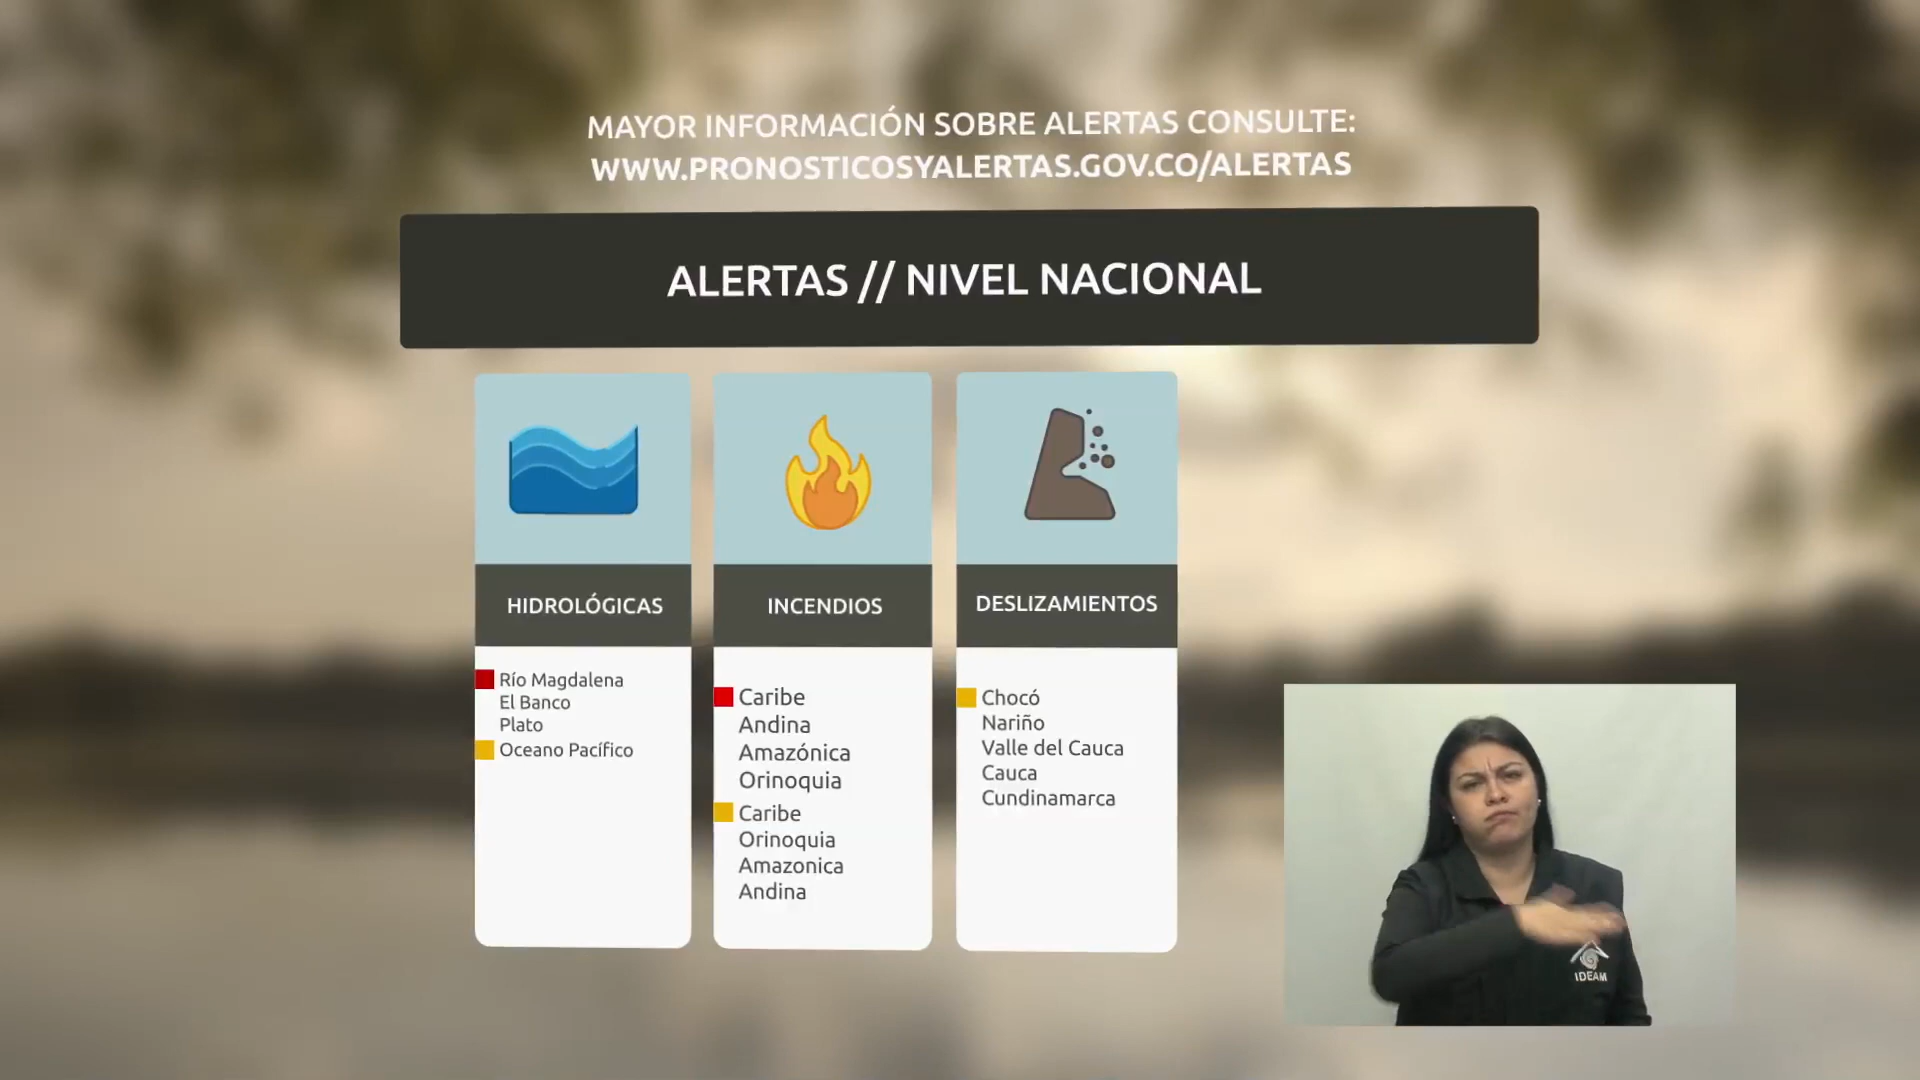 MAYOR INFORMACIÓN SOBRE ALERTAS CONSULTE:
WWW.PRONOSTICOSYALERTAS.GOV.CO/ALERTAS
ALERTAS // NIVEL NACIONAL
HIDROLÓGICAS
Río Magdalena
El Banco
Plato
Oceano Pacífico
INCENDIOS
Caribe
Andina
Amazónica
Orinoquia
Caribe
Orinoquia
Amazonica
Andina
DESLIZAMIENTOS
Chocó
Nariño
Valle del Cauca
Cauca
Cundinamarca
IDEAM